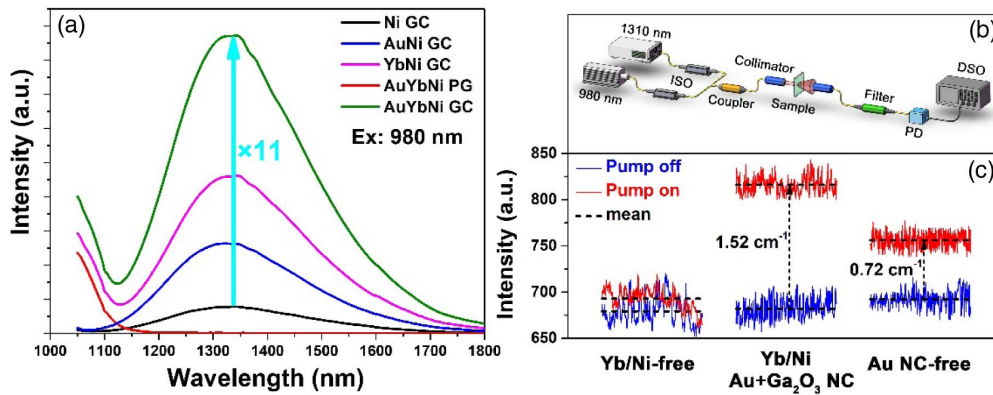 (a)
Ni GC
AuNi GC
YbNi GC
AuYbNi PG
AuYbNi GC
Ex: 980 nm
×11
Intensity (a.u.)
1000 1100 1200 1300 1400 1500 1600 1700 1800
Wavelength (nm)
(b)
1310 nm
980 nm
ISO
Coupler
Collimator
Sample
Filter
PD
DSO
(c)
Pump off
Pump on
mean
850
800
750
700
650
Intensity (a.u.)
1.52 cm⁻¹
0.72 cm⁻¹
Yb/Ni-free
Yb/Ni
Au+Ga₂O₃ NC
Au NC-free